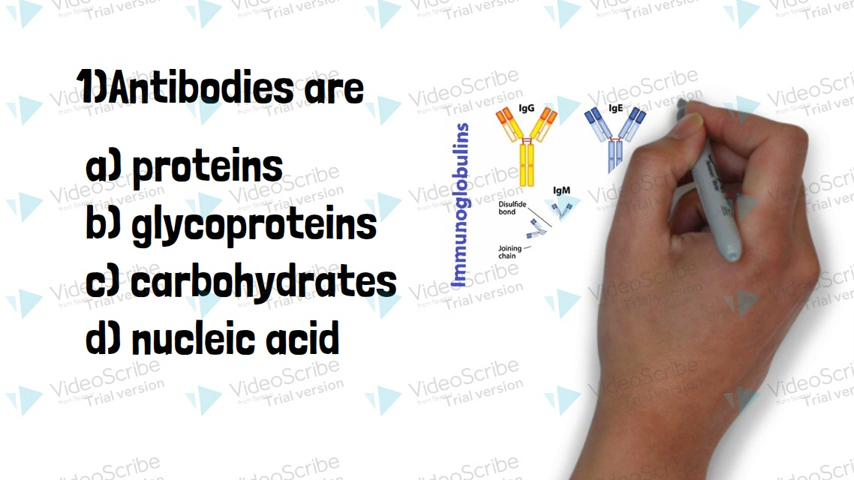 1)Antibodies are
a) proteins
b) glycoproteins
c) carbohydrates
d) nucleic acid
Immunoglobulins
IgG
IgE
IgM
Disulfide
bond
Joining
chain
VideoScribe
Trial version